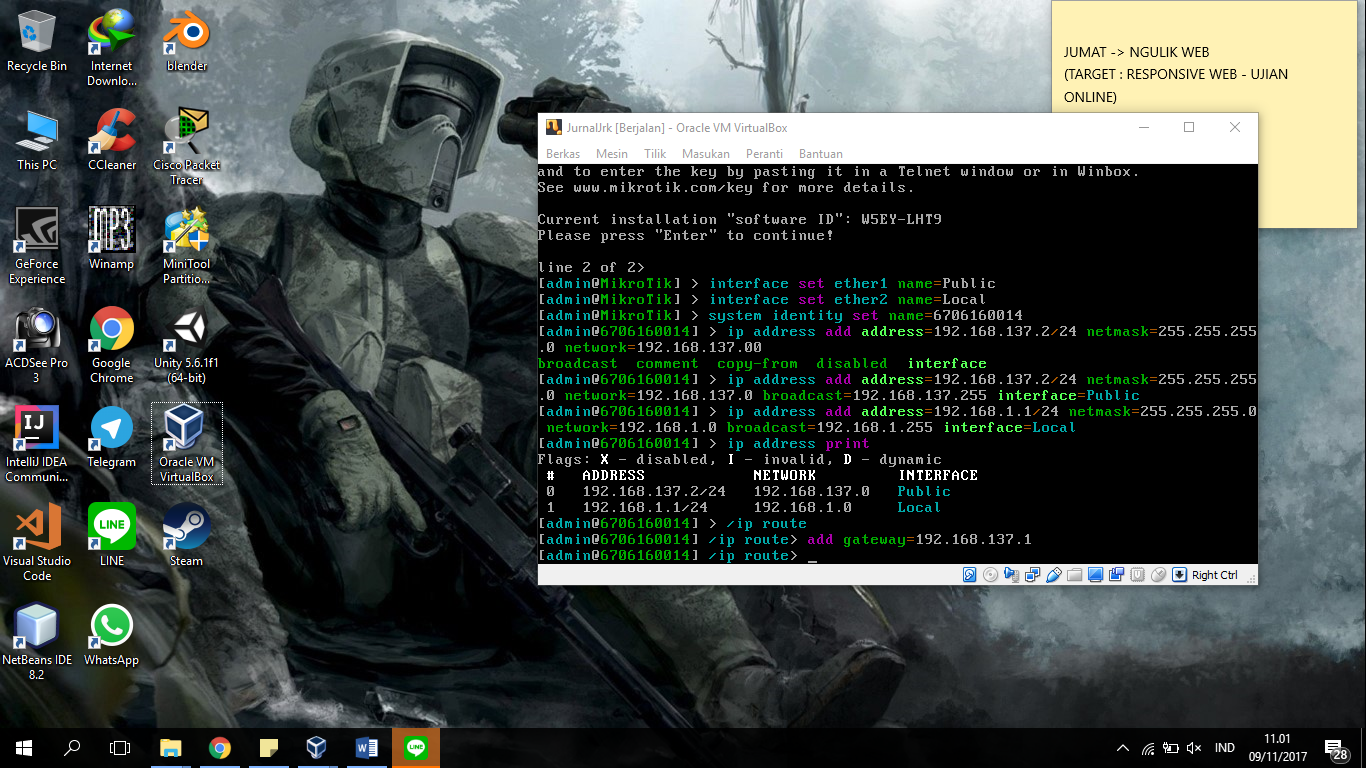 Recycle Bin
Internet
Downlo...
blender
This PC
CCleaner
Cisco Packet
Tracer
GeForce
Experience
MP3
Winamp
MiniTool
Partitio...
ACDSee Pro
3
Google
Chrome
Unity 5.6.1f1
(64-bit)
IJ
IntelliJ IDEA
Communi...
Telegram
Oracle VM
VirtualBox
Visual Studio
Code
LINE
LINE
Steam
NetBeans IDE
8.2
WhatsApp
JUMAT -> NGULIK WEB
(TARGET : RESPONSIVE WEB - UJIAN
ONLINE)
JurnalJrk [Berjalan] - Oracle VM VirtualBox
Berkas Mesin Tilik Masukan Peranti Bantuan
and to enter the key by pasting it in a Telnet window or in Winbox.
See www.mikrotik.com/key for more details.
Current installation "software ID": W5EY-LHT9
Please press "Enter" to continue!
line 2 of 2>
[admin@MikroTik] > interface set ether1 name=Public
[admin@MikroTik] > interface set ether2 name=Local
[admin@MikroTik] > system identity set name=6706160014
[admin@6706160014] > ip address add address=192.168.137.2/24 netmask=255.255.255
.0 network=192.168.137.00
broadcast comment copy-from disabled interface
[admin@6706160014] > ip address add address=192.168.137.2/24 netmask=255.255.255
.0 network=192.168.137.0 broadcast=192.168.137.255 interface=Public
[admin@6706160014] > ip address add address=192.168.1.1/24 netmask=255.255.255.0
network=192.168.1.0 broadcast=192.168.1.255 interface=Local
[admin@6706160014] > ip address print
Flags: X - disabled, I - invalid, D - dynamic
# ADDRESS NETWORK INTERFACE
0 192.168.137.2/24 192.168.137.0 Public
1 192.168.1.1/24 192.168.1.0 Local
[admin@6706160014] > /ip route
[admin@6706160014] /ip route> add gateway=192.168.137.1
[admin@6706160014] /ip route> _
Right Ctrl
LINE
IND
11.01
09/11/2017
28